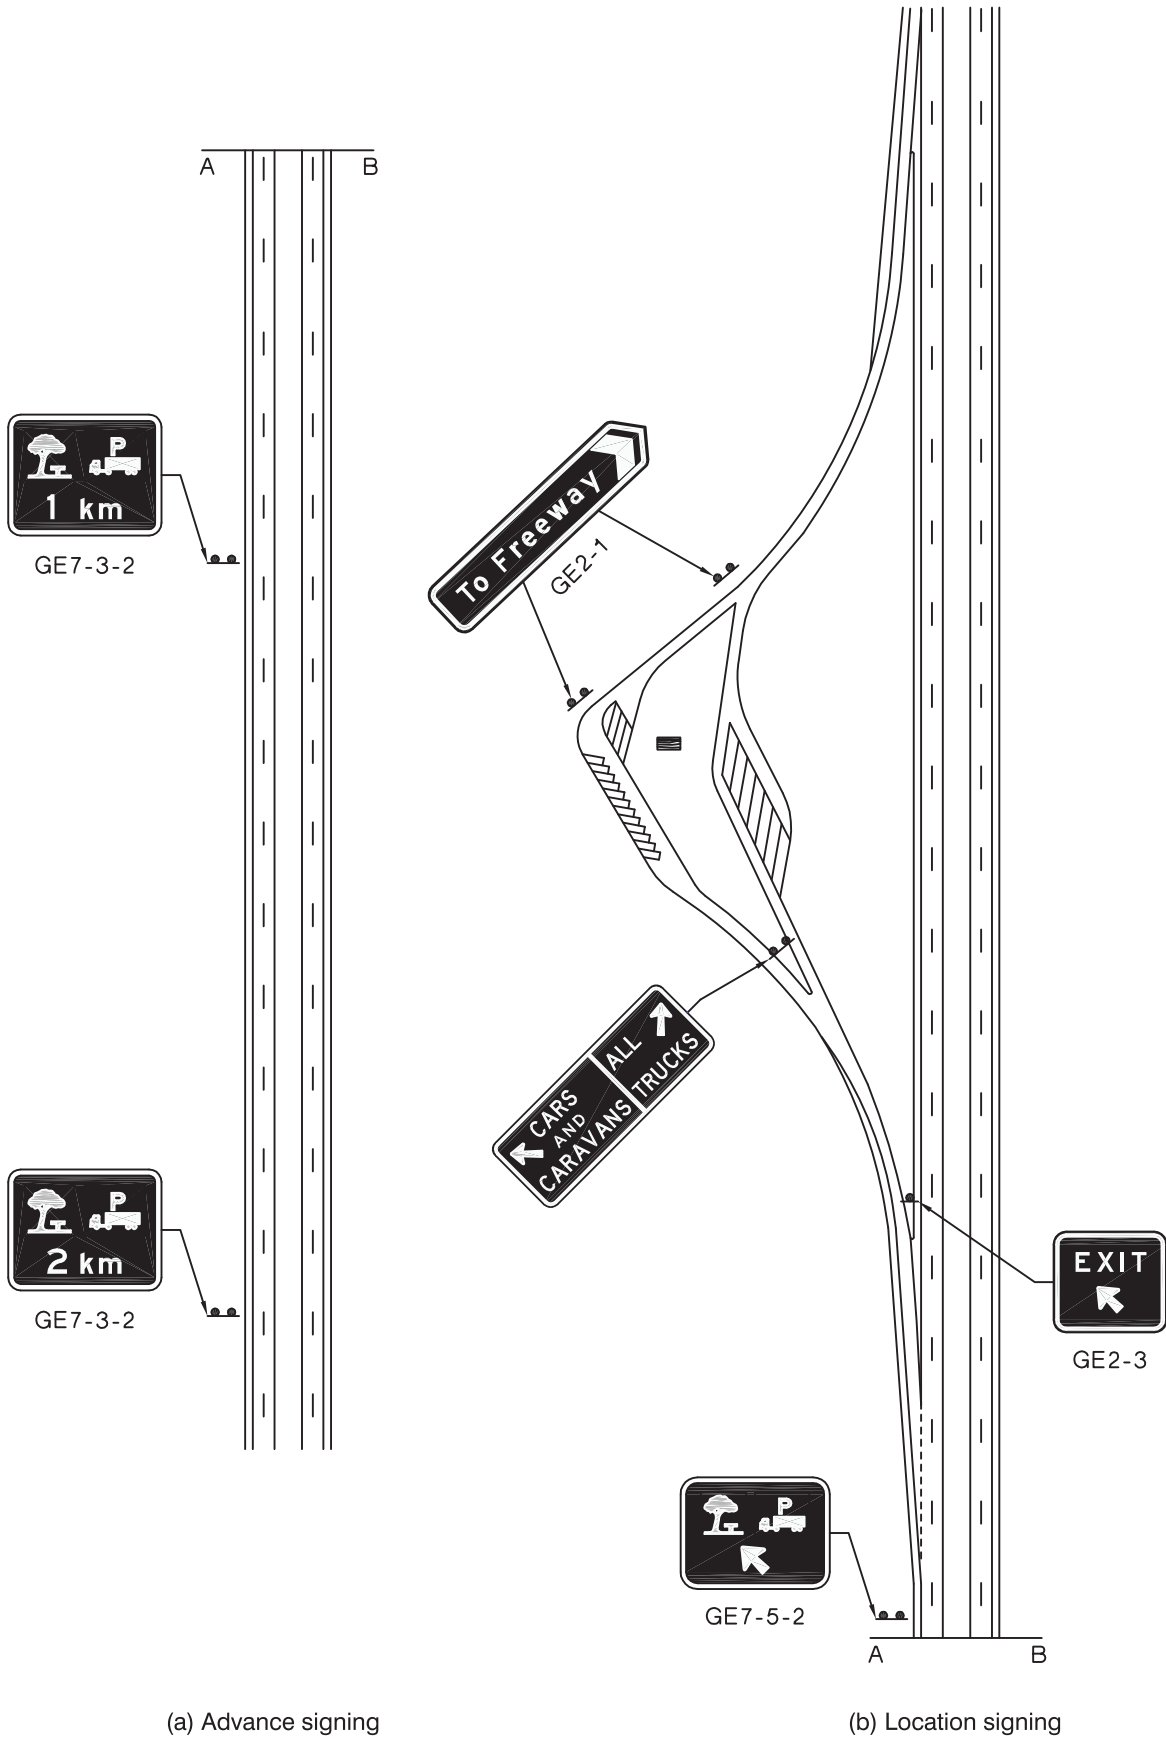 A B
P
1 km
GE7-3-2
P
2 km
GE7-3-2
(a) Advance signing
To Freeway
GE2-1
ALL
TRUCKS
CARS
AND
CARAVANS
EXIT
GE2-3
P
GE7-5-2
A B
(b) Location signing